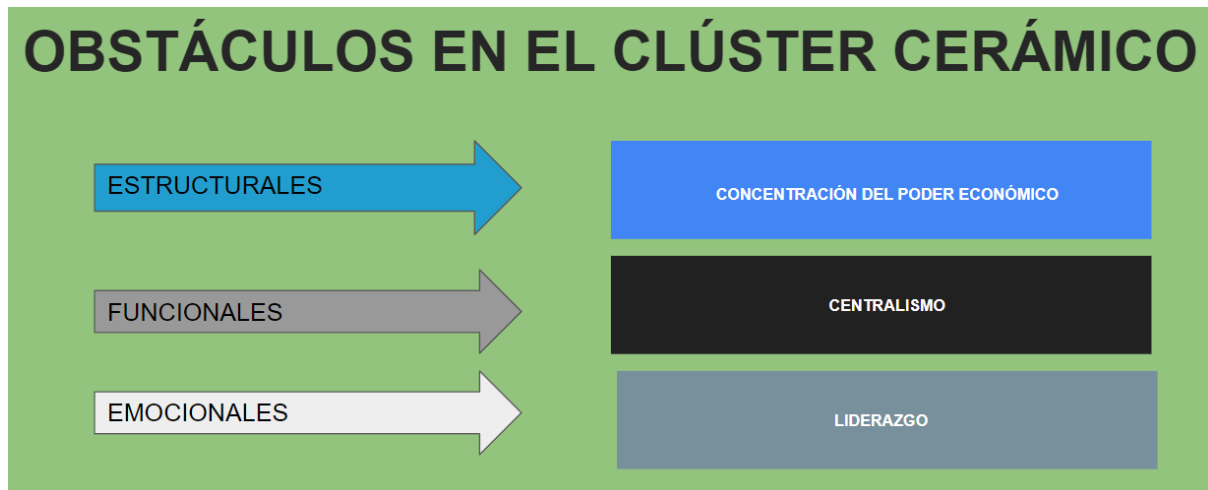 OBSTÁCULOS EN EL CLÚSTER CERÁMICO
ESTRUCTURALES
CONCENTRACIÓN DEL PODER ECONÓMICO
FUNCIONALES
CENTRALISMO
EMOCIONALES
LIDERAZGO